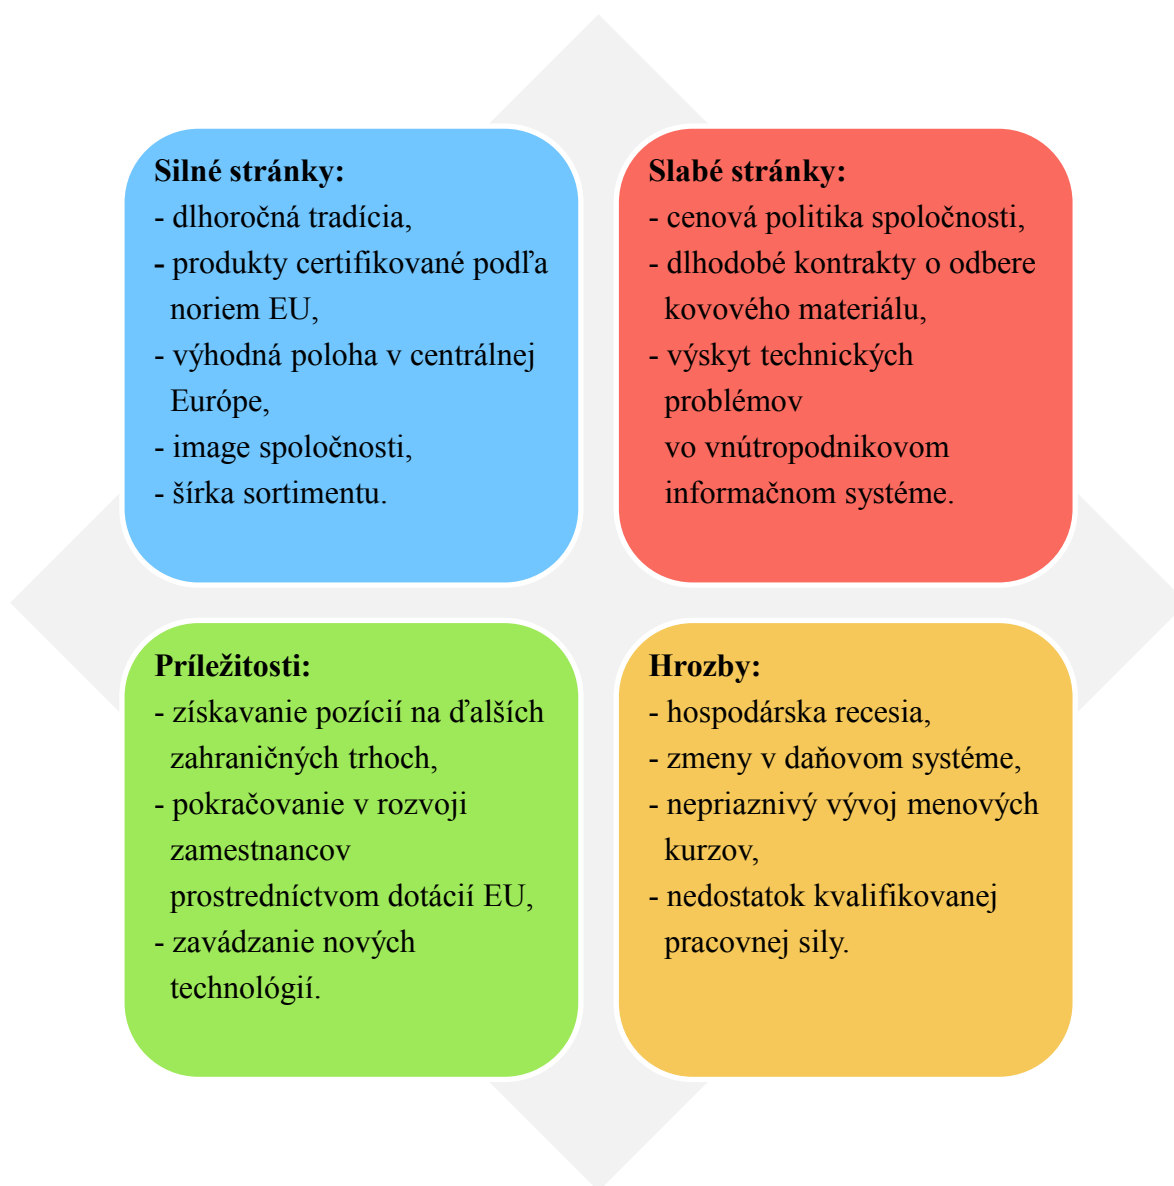 Silné stránky:
- dlhoročná tradícia,
- produkty certifikované podľa
noriem EU,
- výhodná poloha v centrálnej
Európe,
- image spoločnosti,
- šírka sortimentu.
Slabé stránky:
- cenová politika spoločnosti,
- dlhodobé kontrakty o odbere
kovového materiálu,
- výskyt technických
problémov
vo vnútropodnikovom
informačnom systéme.
Príležitosti:
- získavanie pozícií na ďalších
zahraničných trhoch,
- pokračovanie v rozvoji
zamestnancov
prostredníctvom dotácií EU,
- zavádzanie nových
technológií.
Hrozby:
- hospodárska recesia,
- zmeny v daňovom systéme,
- nepriaznivý vývoj menových
kurzov,
- nedostatok kvalifikovanej
pracovnej sily.